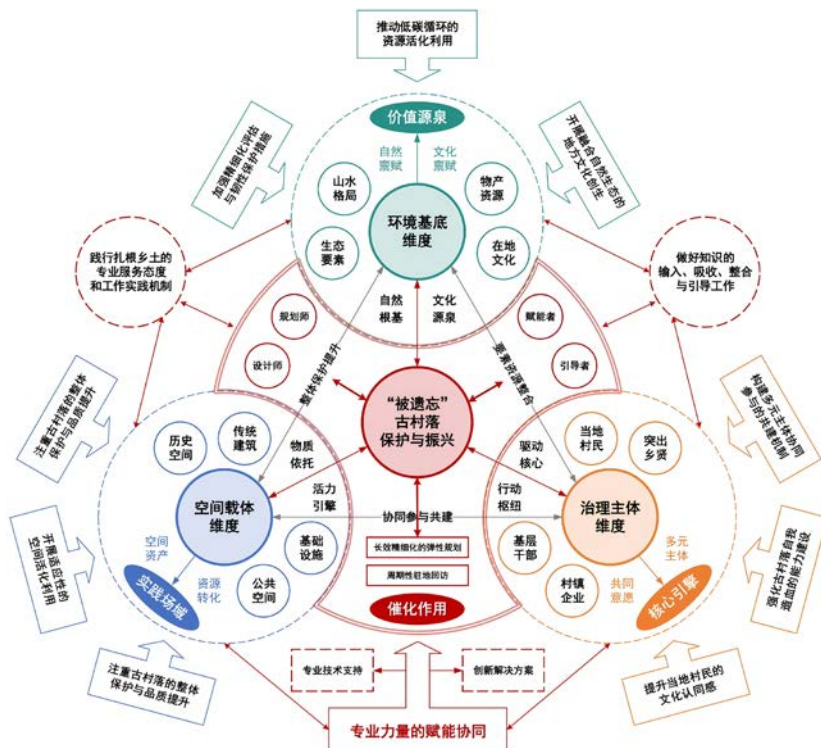 推动低碳循环的
资源活化利用
价值源泉
自然
禀赋
文化
禀赋
山水
格局
物产
资源
生态
要素
在地
文化
环境基底
维度
加强精细化评估
与韧性保护措施
开展融合自然生态的
地方文化创生
践行扎根乡土的
专业服务态度
和工作实践机制
做好知识的
输入、吸收、整合
与引导工作
自然
根基
文化
源泉
规划师
设计师
赋能者
引导者
整体保护提升
要素资源整合
“被遗忘”
古村落
保护与振兴
注重古村落的整体
保护与品质提升
构建多元主体协同
参与的共建机制
历史
空间
传统
建筑
物质
依托
驱动
核心
当地
村民
突出
乡贤
空间载体
维度
活力
引擎
协同参与共建
行动
枢纽
治理主体
维度
开展适应性的
空间活化利用
强化古村落自我
造血的能力建设
空间
资产
资源
转化
基础
设施
公共
空间
实践场域
长效精细化的弹性规划
周期性驻地回访
催化作用
基层
干部
村镇
企业
多元
主体
共同
意愿
核心引擎
注重古村落的整体
保护与品质提升
提升当地村民的
文化认同感
专业技术支持
创新解决方案
专业力量的赋能协同